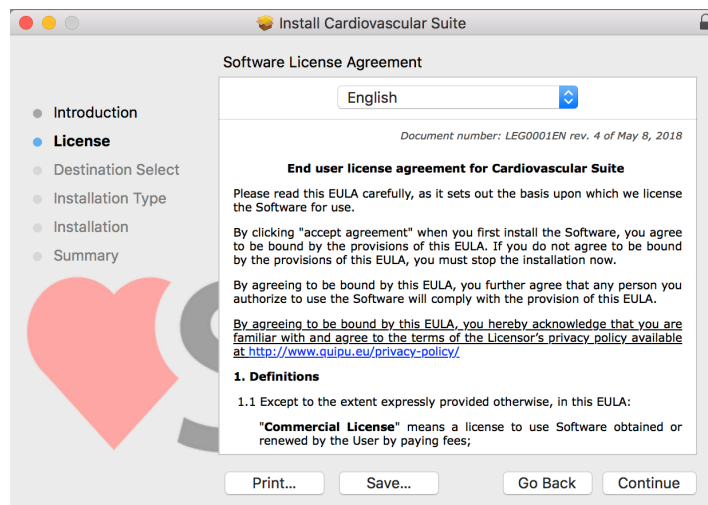 Install Cardiovascular Suite
Software License Agreement
Introduction
License
Destination Select
Installation Type
Installation
Summary
English
Document number: LEG0001EN rev. 4 of May 8, 2018
End user license agreement for Cardiovascular Suite
Please read this EULA carefully, as it sets out the basis upon which we license
the Software for use.
By clicking "accept agreement" when you first install the Software, you agree
to be bound by the provisions of this EULA. If you do not agree to be bound
by the provisions of this EULA, you must stop the installation now.
By agreeing to be bound by this EULA, you further agree that any person you
authorize to use the Software will comply with the provision of this EULA.
By agreeing to be bound by this EULA, you hereby acknowledge that you are
familiar with and agree to the terms of the Licensor's privacy policy available
at http://www.quipu.eu/privacy-policy/
1. Definitions
1.1 Except to the extent expressly provided otherwise, in this EULA:
"Commercial License" means a license to use Software obtained or
renewed by the User by paying fees;
Print...
Save...
Go Back
Continue